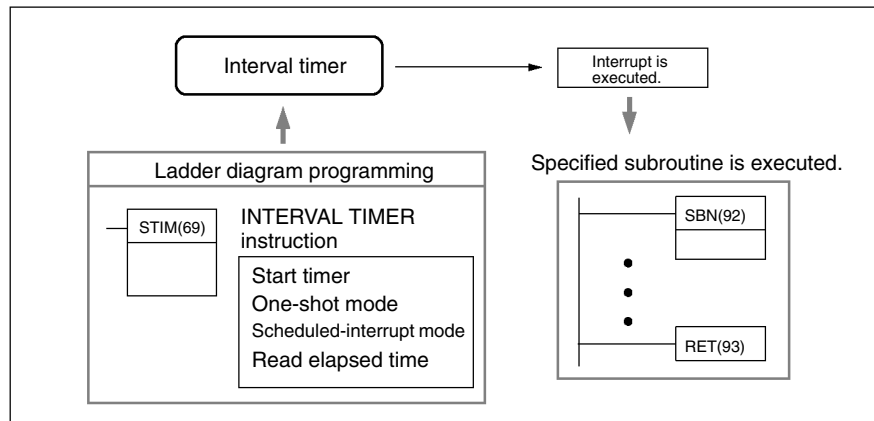 Interval timer
Interrupt is
executed.
Ladder diagram programming
STIM(69)
INTERVAL TIMER
instruction
Start timer
One-shot mode
Scheduled-interrupt mode
Read elapsed time
Specified subroutine is executed.
SBN(92)
RET(93)